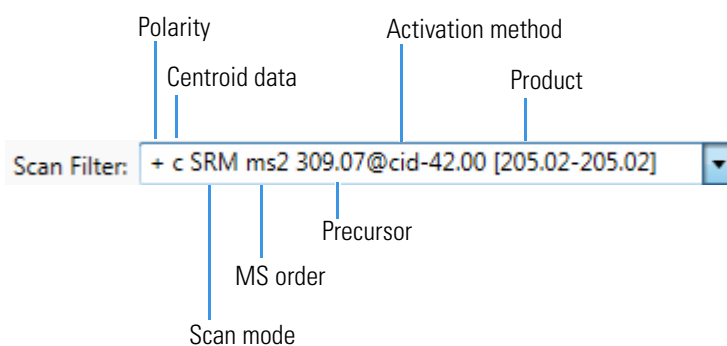 Polarity
Activation method
Centroid data
Product
Scan Filter: + c SRM ms2 309.07@cid-42.00 [205.02-205.02]
Precursor
MS order
Scan mode